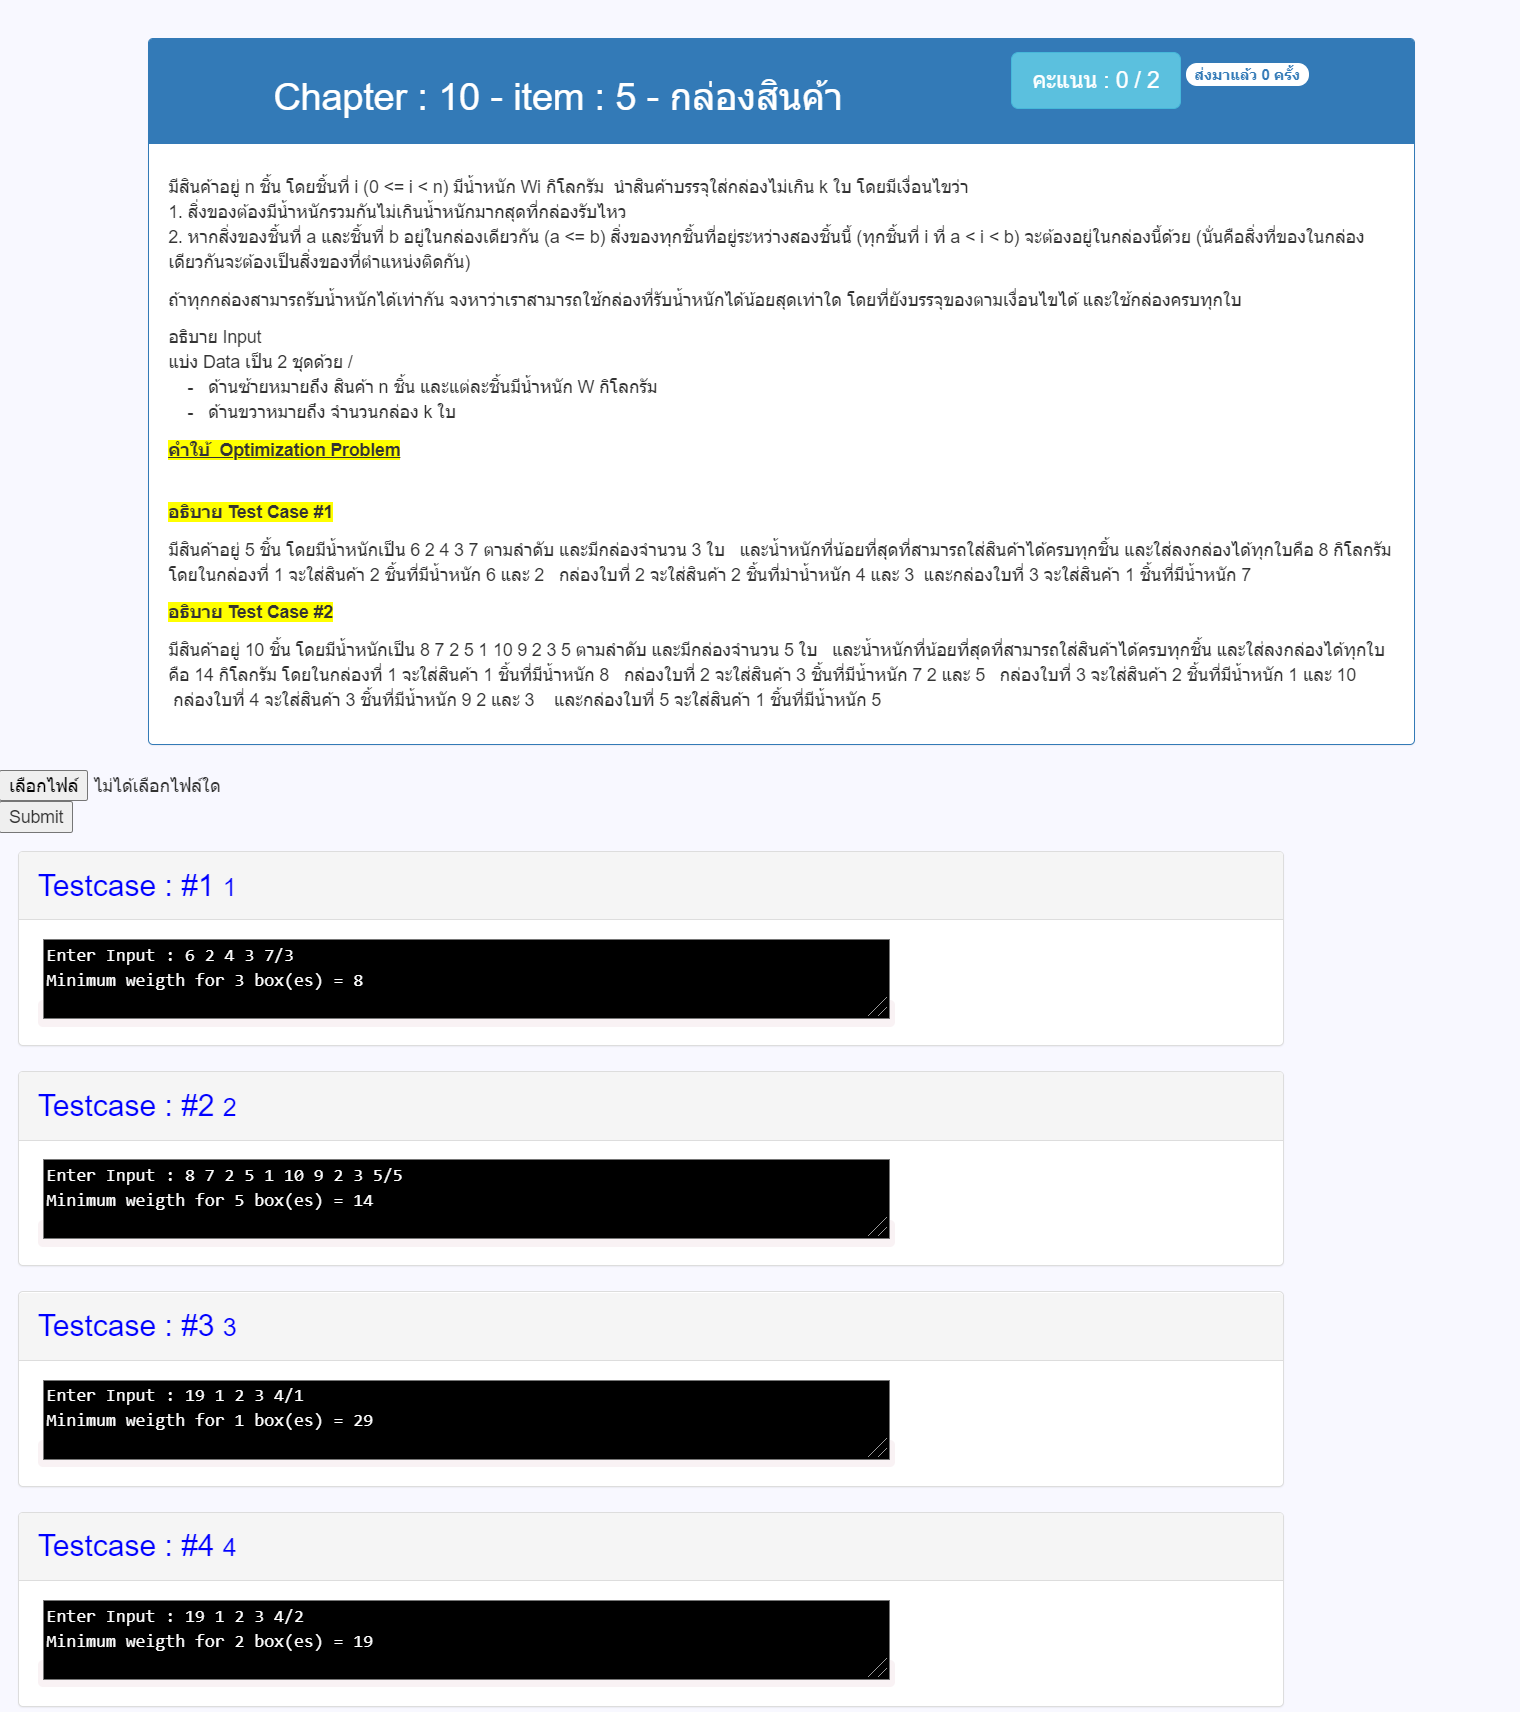 Chapter : 10 - item : 5 - กล่องสินค้า
คะแนน : 0 / 2
ส่งมาแล้ว 0 ครั้ง
มีสินค้าอยู่ n ชิ้น โดยชิ้นที่ i (0 <= i < n) มีน้ำหนัก Wi กิโลกรัม  นำสินค้าบรรจุใส่กล่องไม่เกิน k ใบ โดยมีเงื่อนไขว่า
1. สิ่งของต้องมีน้ำหนักรวมกันไม่เกินน้ำหนักมากสุดที่กล่องรับไหว
2. หากสิ่งของชิ้นที่ a และชิ้นที่ b อยู่ในกล่องเดียวกัน (a <= b) สิ่งของทุกชิ้นที่อยู่ระหว่างสองชิ้นนี้ (ทุกชิ้นที่ i ที่ a < i < b) จะต้องอยู่ในกล่องนี้ด้วย (นั่นคือสิ่งที่ของในกล่อง
เดียวกันจะต้องเป็นสิ่งของที่ตำแหน่งติดกัน)
ถ้าทุกกล่องสามารถรับน้ำหนักได้เท่ากัน จงหาว่าเราสามารถใช้กล่องที่รับน้ำหนักได้น้อยสุดเท่าใด โดยที่ยังบรรจุของตามเงื่อนไขได้ และใช้กล่องครบทุกใบ
อธิบาย Input
แบ่ง Data เป็น 2 ชุดด้วย /
- ด้านซ้ายหมายถึง สินค้า n ชิ้น และแต่ละชิ้นมีน้ำหนัก W กิโลกรัม
- ด้านขวาหมายถึง จำนวนกล่อง k ใบ
คำใบ้  Optimization Problem
อธิบาย Test Case #1
มีสินค้าอยู่ 5 ชิ้น โดยมีน้ำหนักเป็น 6 2 4 3 7 ตามลำดับ และมีกล่องจำนวน 3 ใบ   และน้ำหนักที่น้อยที่สุดที่สามารถใส่สินค้าได้ครบทุกชิ้น และใส่ลงกล่องได้ทุกใบคือ 8 กิโลกรัม
โดยในกล่องที่ 1 จะใส่สินค้า 2 ชิ้นที่มีน้ำหนัก 6 และ 2   กล่องใบที่ 2 จะใส่สินค้า 2 ชิ้นที่มำน้ำหนัก 4 และ 3  และกล่องใบที่ 3 จะใส่สินค้า 1 ชิ้นที่มีน้ำหนัก 7
อธิบาย Test Case #2
มีสินค้าอยู่ 10 ชิ้น โดยมีน้ำหนักเป็น 8 7 2 5 1 10 9 2 3 5 ตามลำดับ และมีกล่องจำนวน 5 ใบ   และน้ำหนักที่น้อยที่สุดที่สามารถใส่สินค้าได้ครบทุกชิ้น และใส่ลงกล่องได้ทุกใบ
คือ 14 กิโลกรัม โดยในกล่องที่ 1 จะใส่สินค้า 1 ชิ้นที่มีน้ำหนัก 8   กล่องใบที่ 2 จะใส่สินค้า 3 ชิ้นที่มีน้ำหนัก 7 2 และ 5   กล่องใบที่ 3 จะใส่สินค้า 2 ชิ้นที่มีน้ำหนัก 1 และ 10
กล่องใบที่ 4 จะใส่สินค้า 3 ชิ้นที่มีน้ำหนัก 9 2 และ 3    และกล่องใบที่ 5 จะใส่สินค้า 1 ชิ้นที่มีน้ำหนัก 5
เลือกไฟล์ ไม่ได้เลือกไฟล์ใด
Submit
Testcase : #1 1
Enter Input : 6 2 4 3 7/3
Minimum weigth for 3 box(es) = 8
Testcase : #2 2
Enter Input : 8 7 2 5 1 10 9 2 3 5/5
Minimum weigth for 5 box(es) = 14
Testcase : #3 3
Enter Input : 19 1 2 3 4/1
Minimum weigth for 1 box(es) = 29
Testcase : #4 4
Enter Input : 19 1 2 3 4/2
Minimum weigth for 2 box(es) = 19